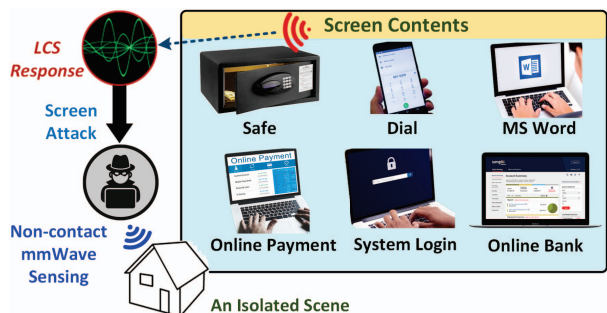 LCS
Response
Screen Contents
Screen
Attack
Safe
Dial
MS Word
W
Online Payment
Online Payment
System Login
Online Bank
Non-contact
mmWave
Sensing
An Isolated Scene